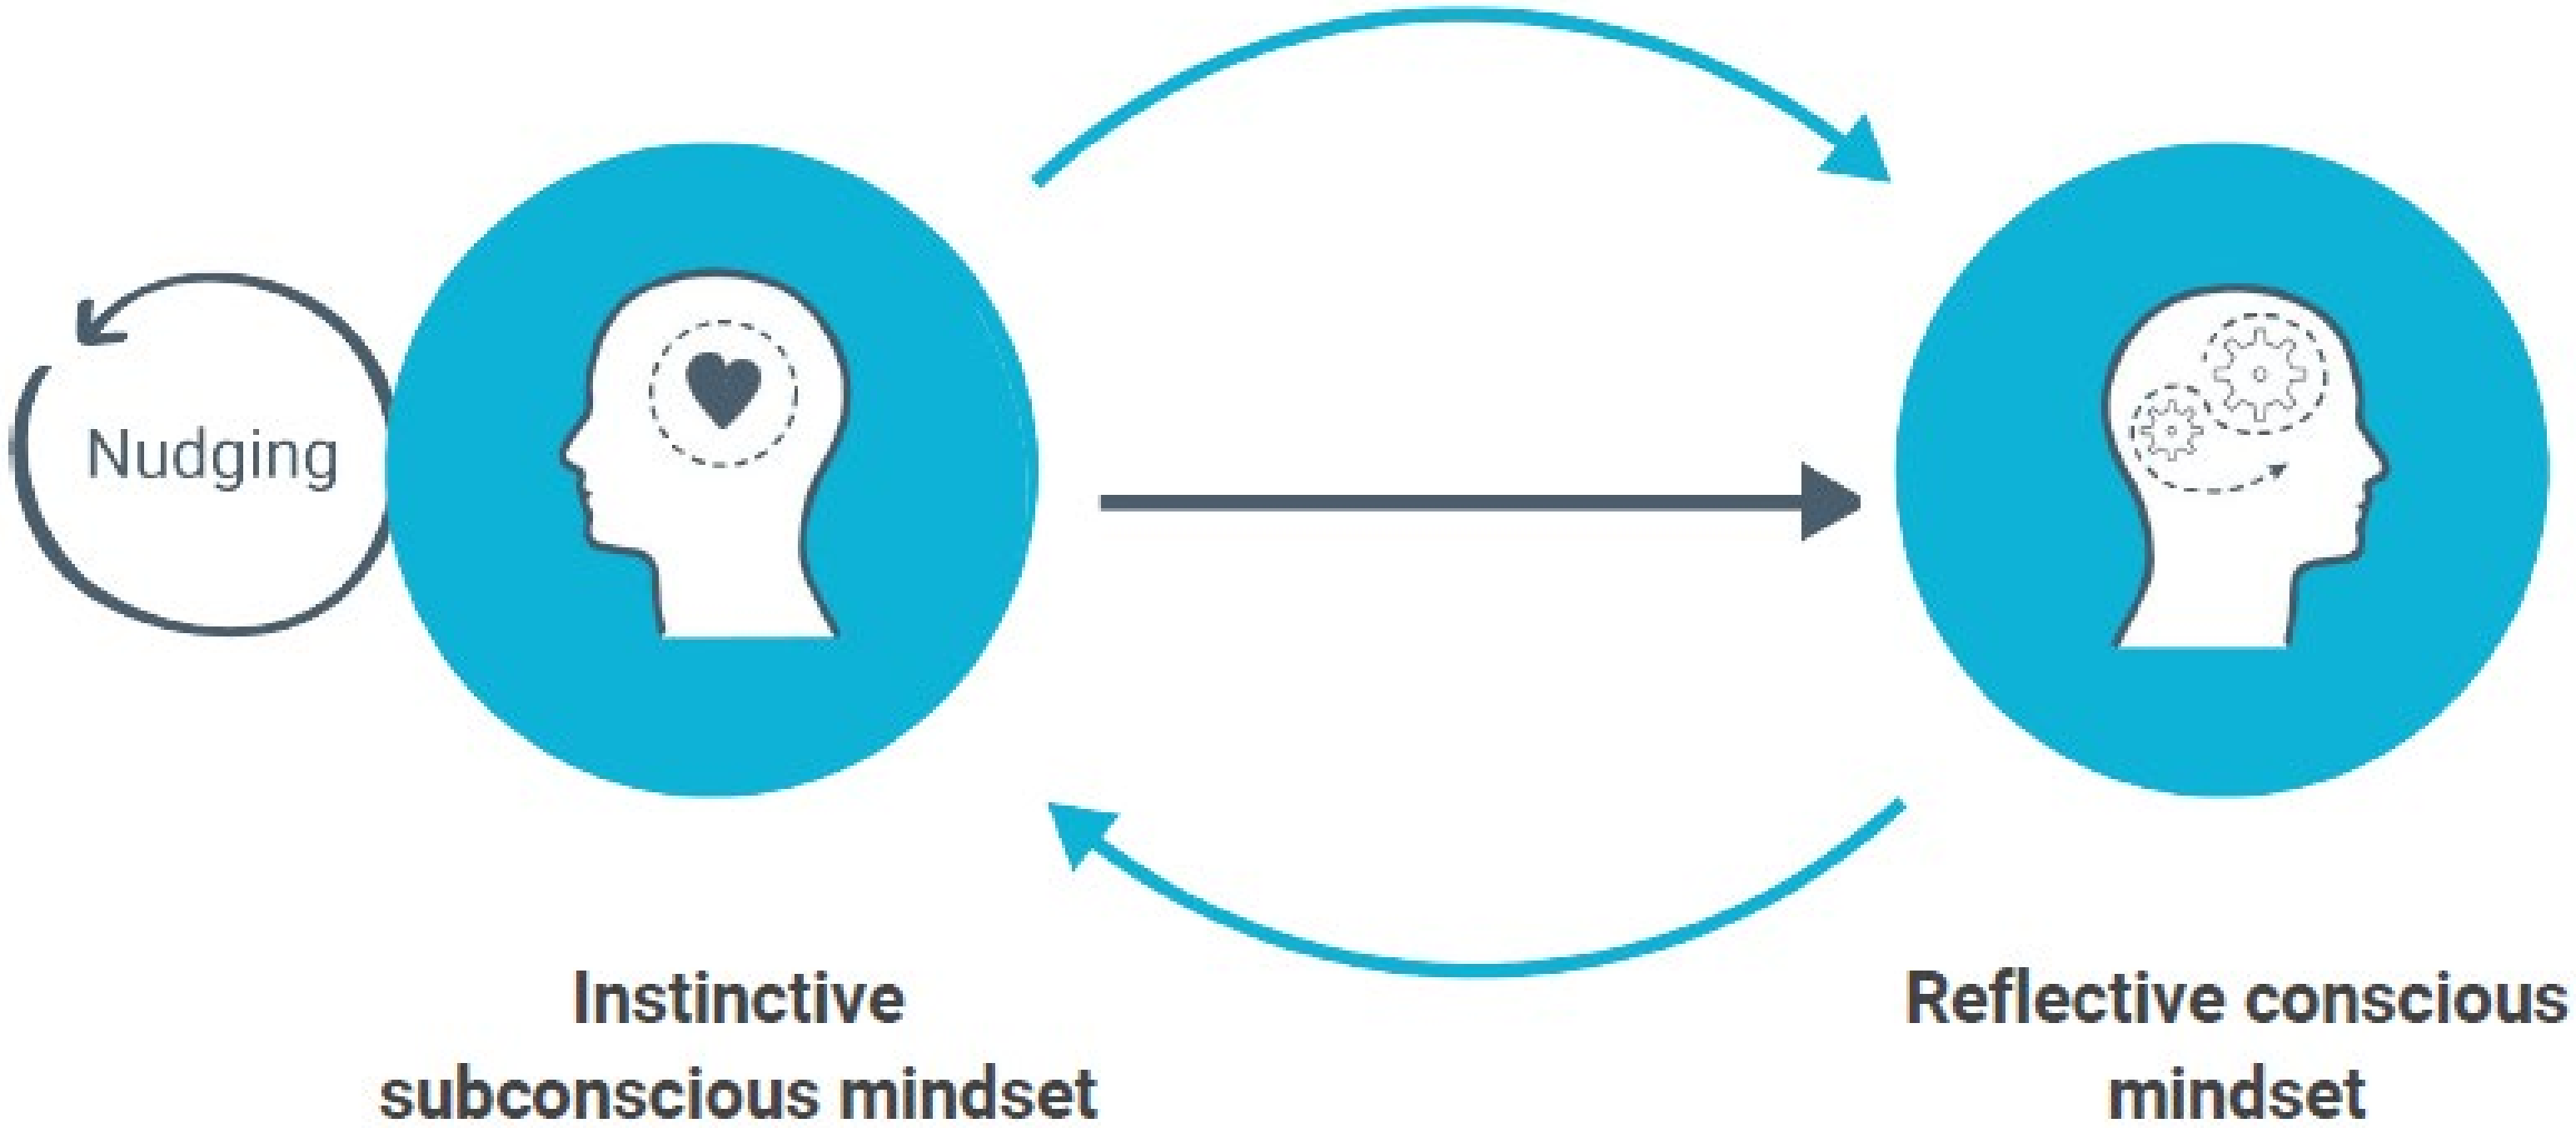 Nudging
Instinctive
subconscious mindset
Reflective conscious
mindset